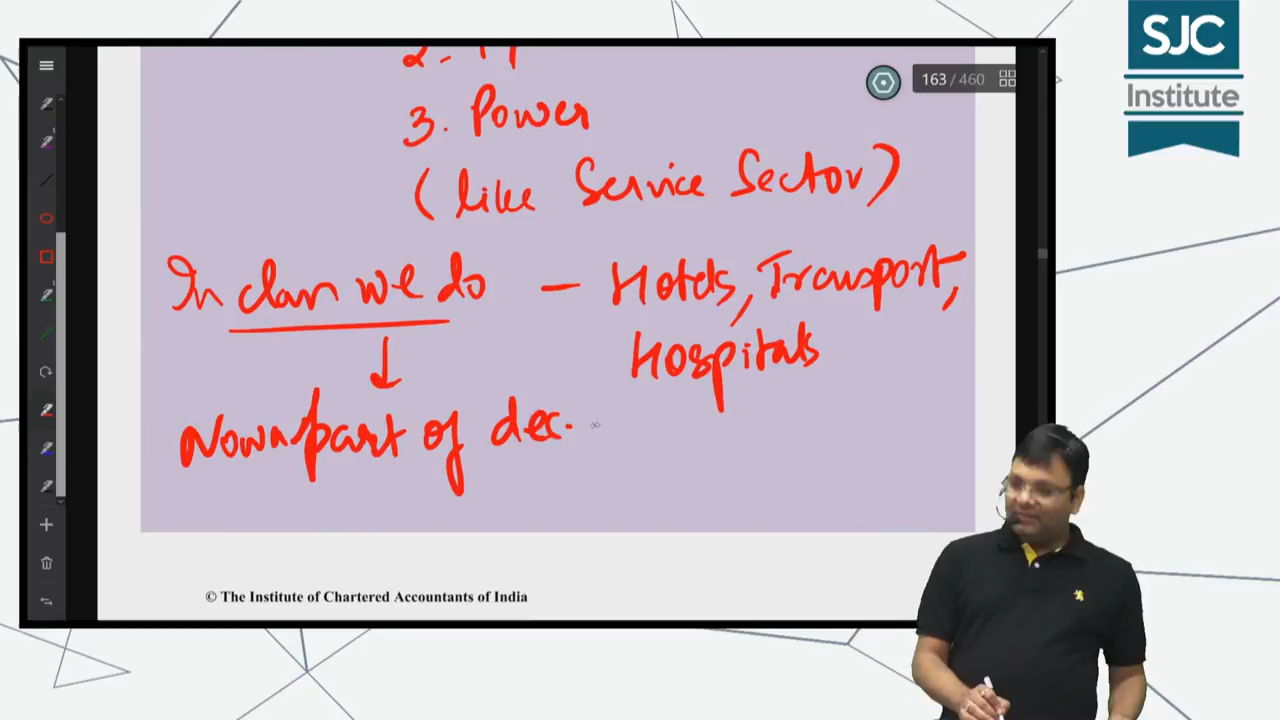 SJC
Institute
163 / 460
2.
3. Power
(like Service Sector)
In class we do – Hotels, Transport,
Hospitals
Now part of dec.
© The Institute of Chartered Accountants of India